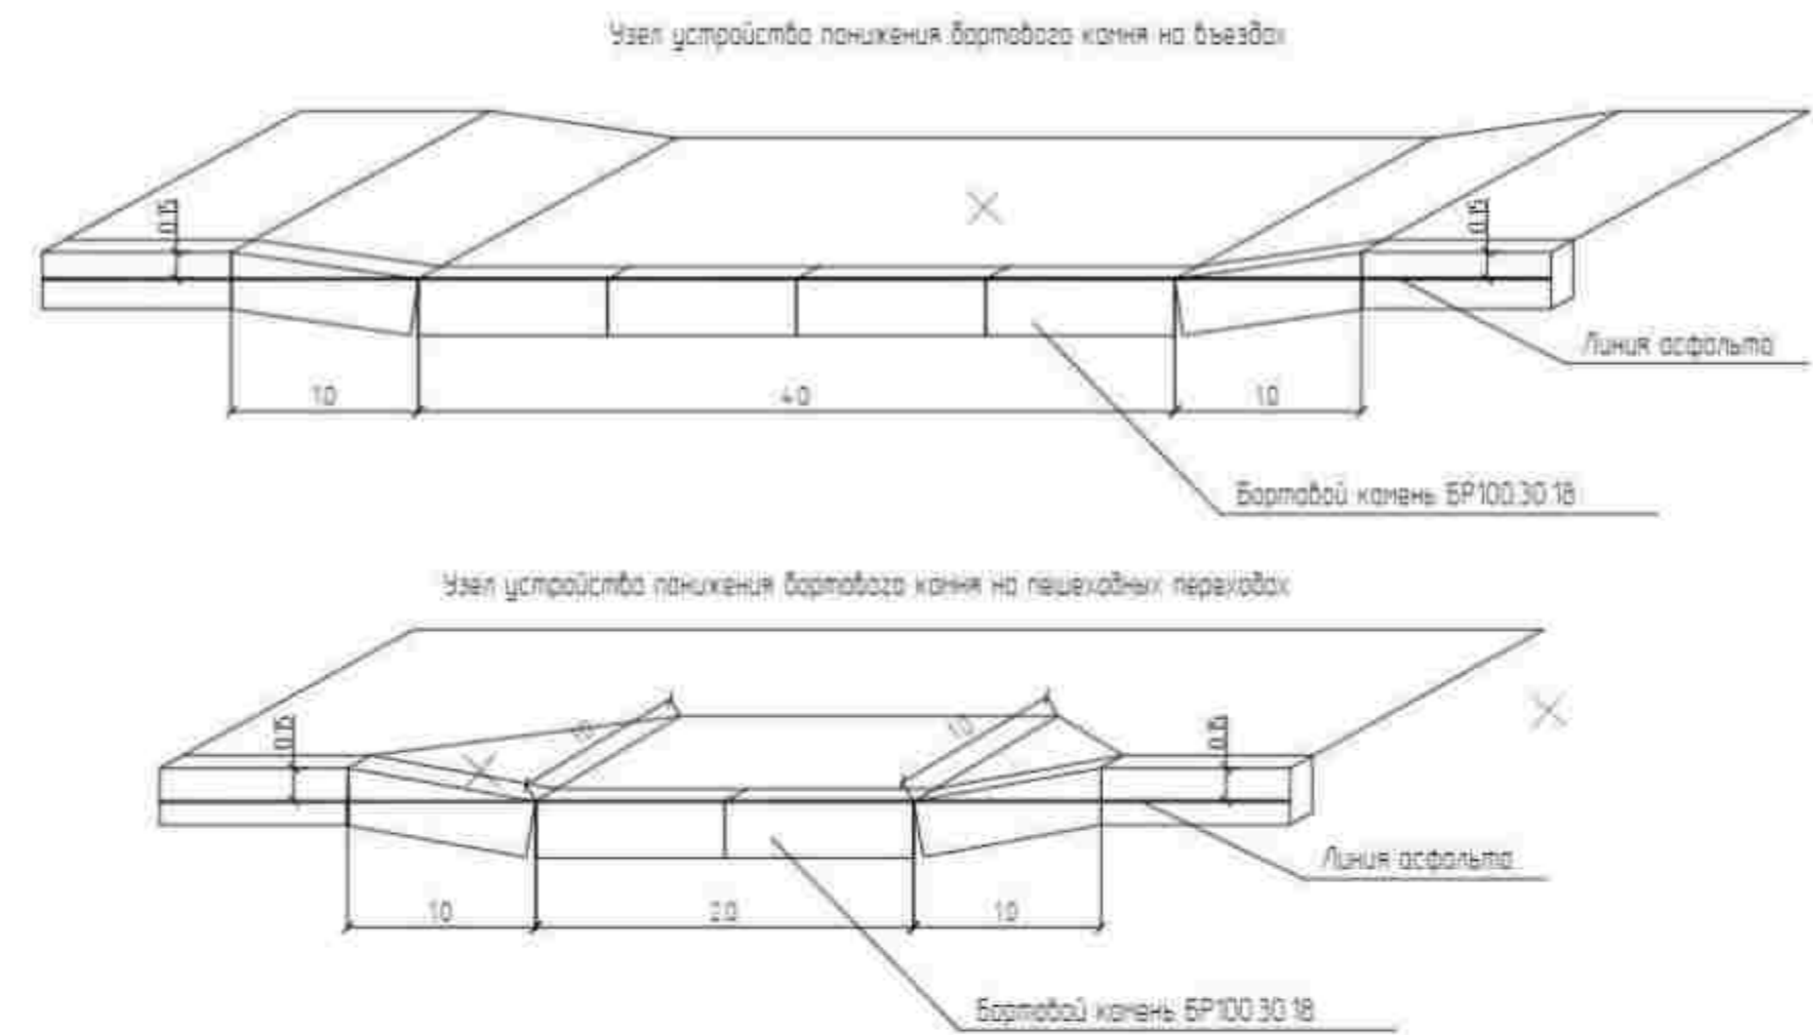 Узел устройства понижения бортового камня на въездах
0.15
0.15
Линия асфальта
1.0
4.0
1.0
Бортовой камень БР100.30.18
Узел устройства понижения бортового камня на пешеходных переходах
0.15
1.0
1.0
0.15
Линия асфальта
1.0
2.0
1.0
Бортовой камень БР100.30.18